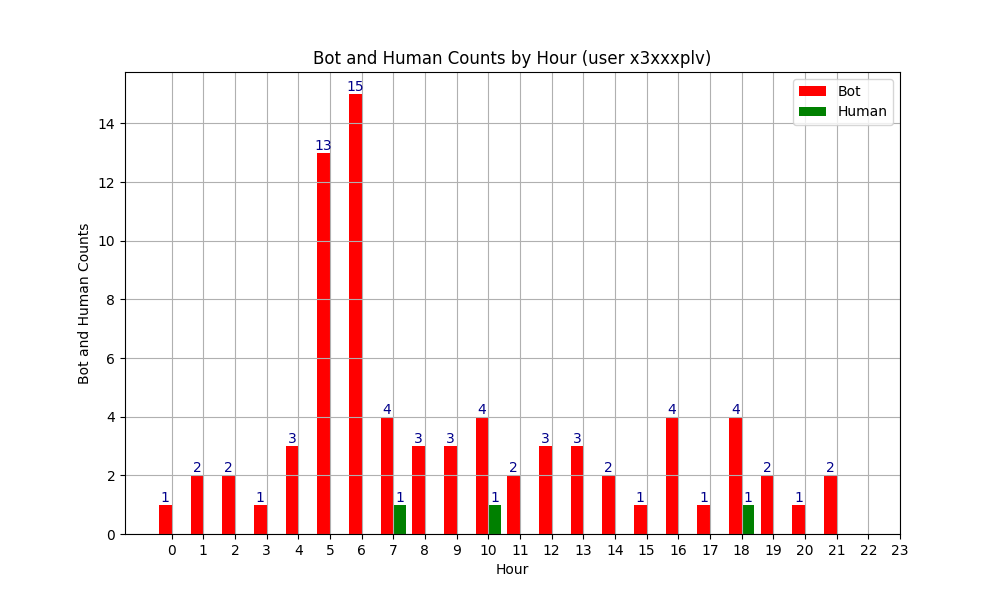 Bot and Human Counts by Hour (user x3xxxplv)
Bot
Human
Bot and Human Counts
14
12
10
8
6
4
2
0
1 2 2 1 3 13 15 4 1 3 3 4 1 2 3 3 2 1 4 1 4 1 2 1 2
0 1 2 3 4 5 6 7 8 9 10 11 12 13 14 15 16 17 18 19 20 21 22 23
Hour